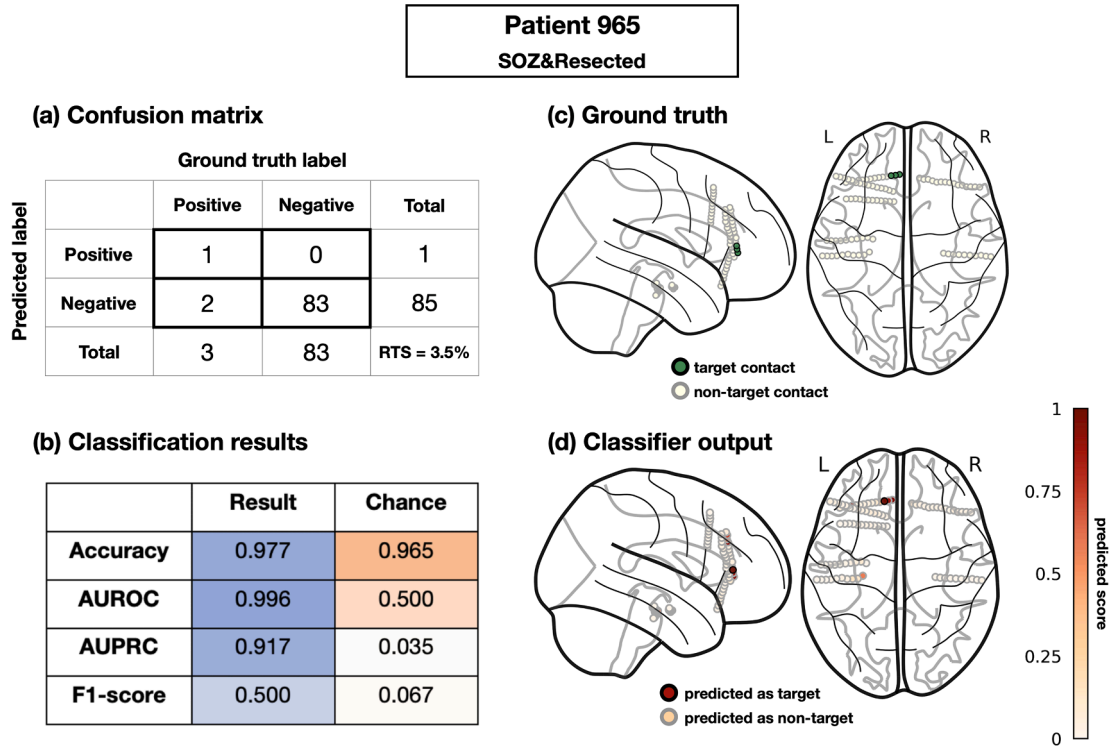 Patient 965
SOZ&Resected
(a) Confusion matrix
Ground truth label
Predicted label
Positive Negative Total
Positive 1 0 1
Negative 2 83 85
Total 3 83 RTS = 3.5%
(b) Classification results
Result Chance
Accuracy 0.977 0.965
AUROC 0.996 0.500
AUPRC 0.917 0.035
F1-score 0.500 0.067
(c) Ground truth
L R
target contact
non-target contact
(d) Classifier output
L R
predicted as target
predicted as non-target
1
0.75
0.5
0.25
0
predicted score